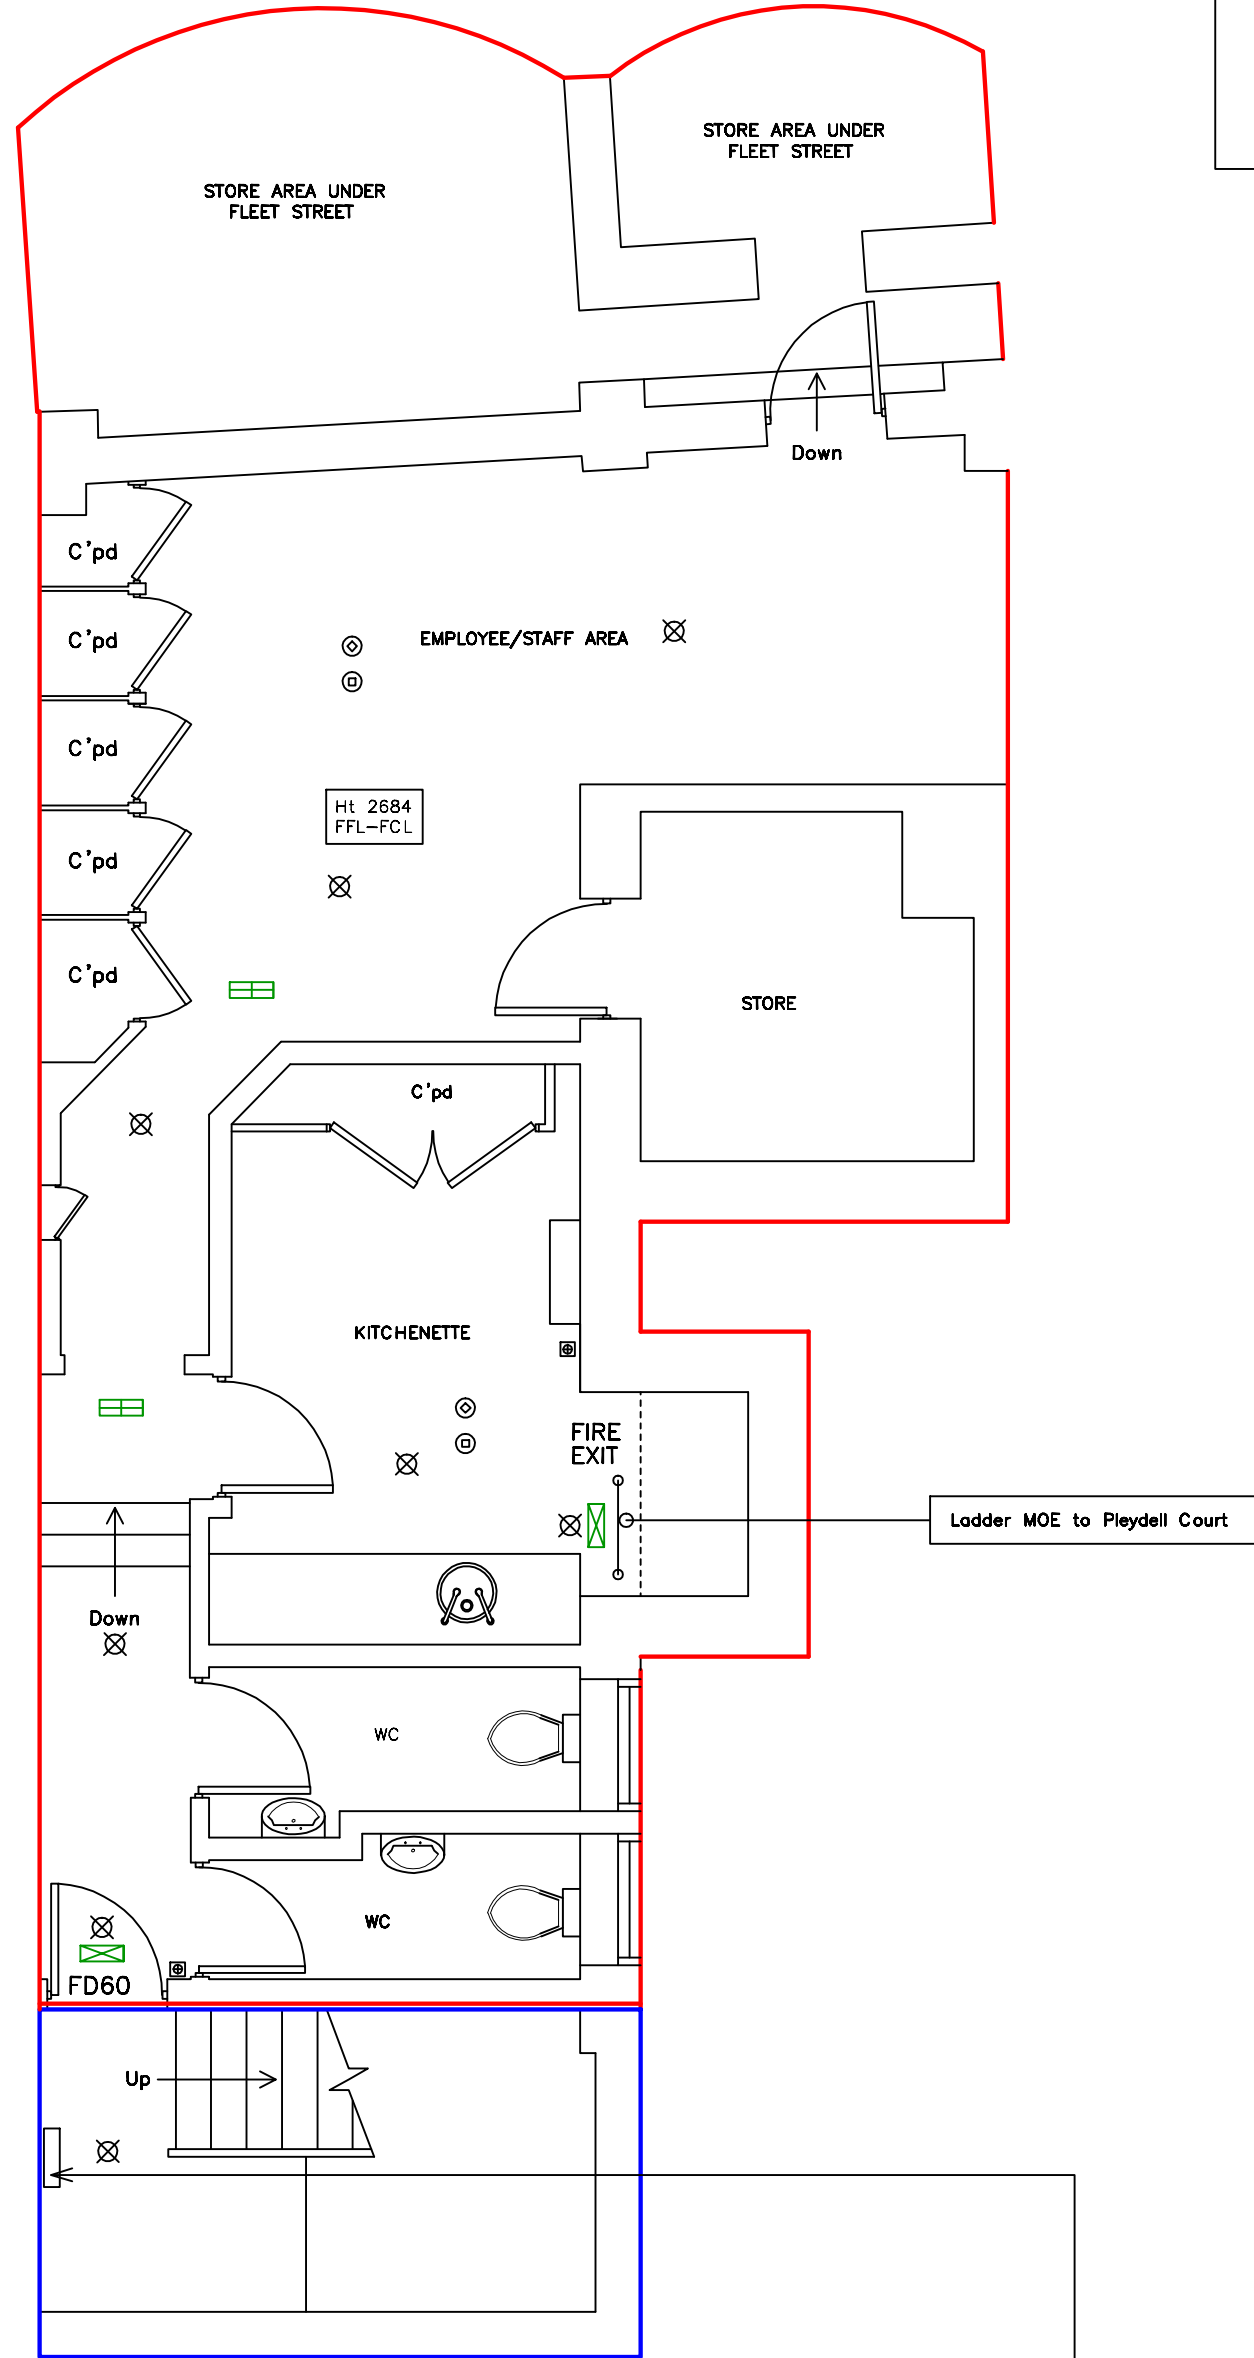 STORE AREA UNDER
FLEET STREET
STORE AREA UNDER
FLEET STREET
Down
C'pd
EMPLOYEE/STAFF AREA
C'pd
C'pd
Ht 2684
FFL-FCL
C'pd
C'pd
STORE
C'pd
KITCHENETTE
FIRE
EXIT
Ladder MOE to Pleydell Court
Down
WC
WC
FD60
Up